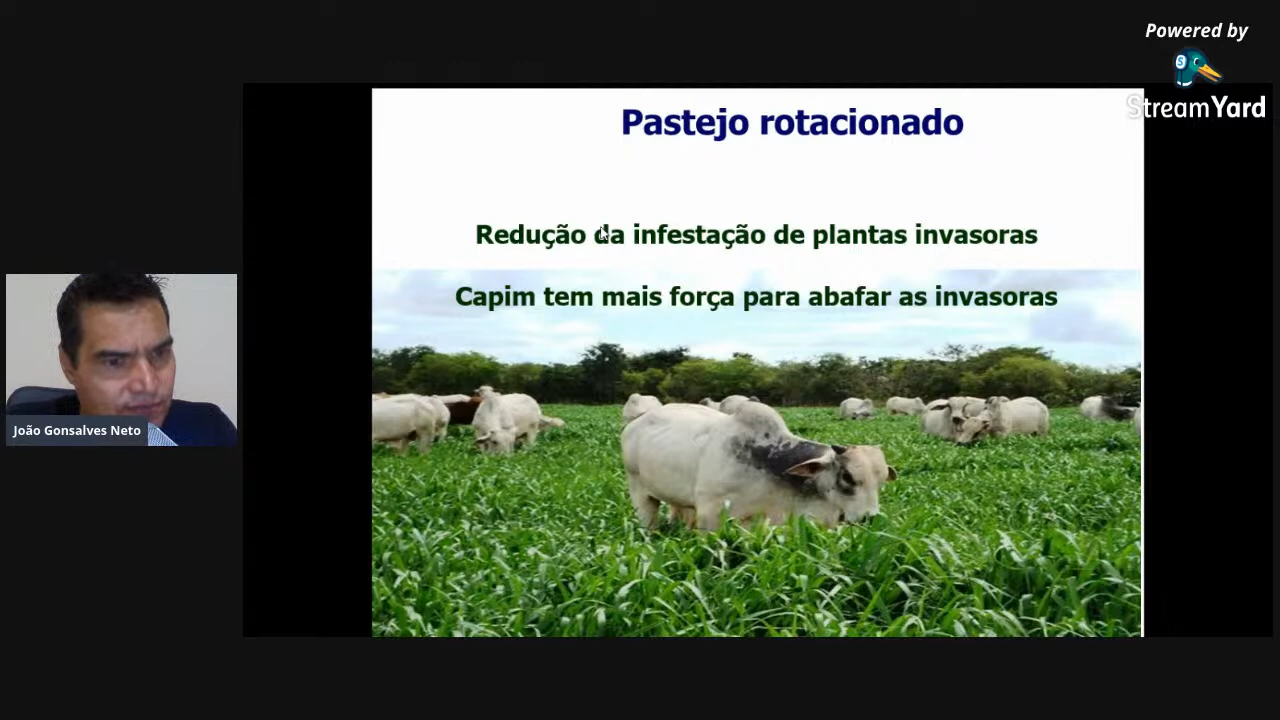 Powered by
StreamYard
Pastejo rotacionado
Redução da infestação de plantas invasoras
Capim tem mais força para abafar as invasoras
João Gonsalves Neto